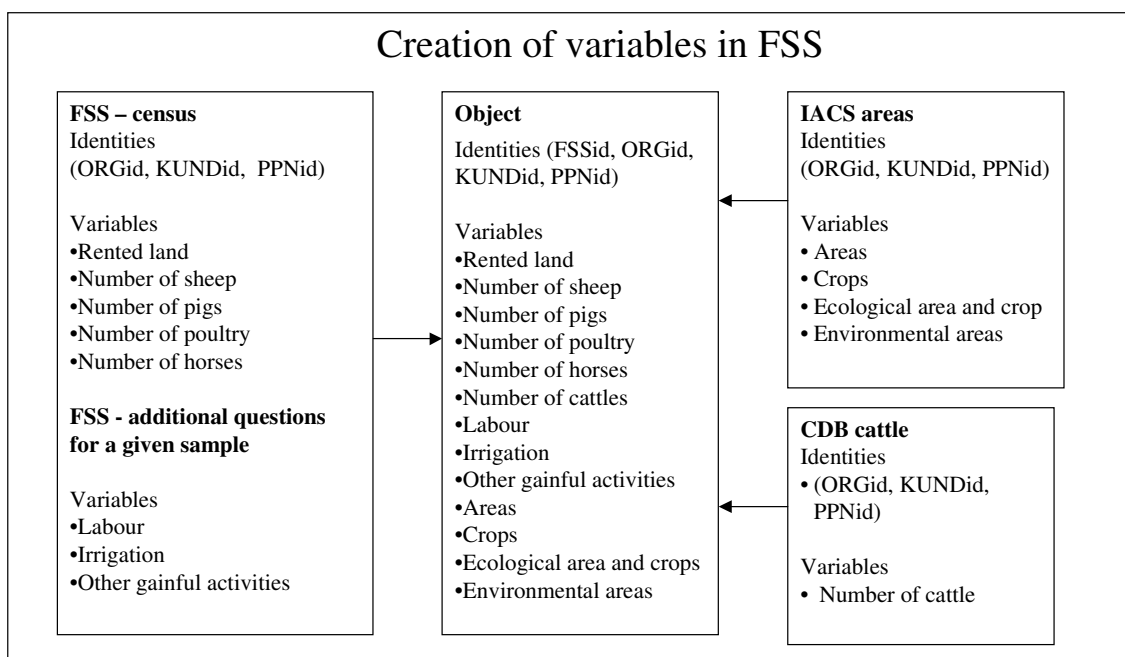 Creation of variables in FSS
FSS – census
Identities
(ORGid, KUNDid, PPNid)
Variables
•Rented land
•Number of sheep
•Number of pigs
•Number of poultry
•Number of horses
FSS - additional questions
for a given sample
Variables
•Labour
•Irrigation
•Other gainful activities
Object
Identities (FSSid, ORGid,
KUNDid, PPNid)
Variables
•Rented land
•Number of sheep
•Number of pigs
•Number of poultry
•Number of horses
•Number of cattles
•Labour
•Irrigation
•Other gainful activities
•Areas
•Crops
•Ecological area and crops
•Environmental areas
IACS areas
Identities
(ORGid, KUNDid, PPNid)
Variables
• Areas
• Crops
• Ecological area and crop
• Environmental areas
CDB cattle
Identities
• (ORGid, KUNDid,
PPNid)
Variables
• Number of cattle